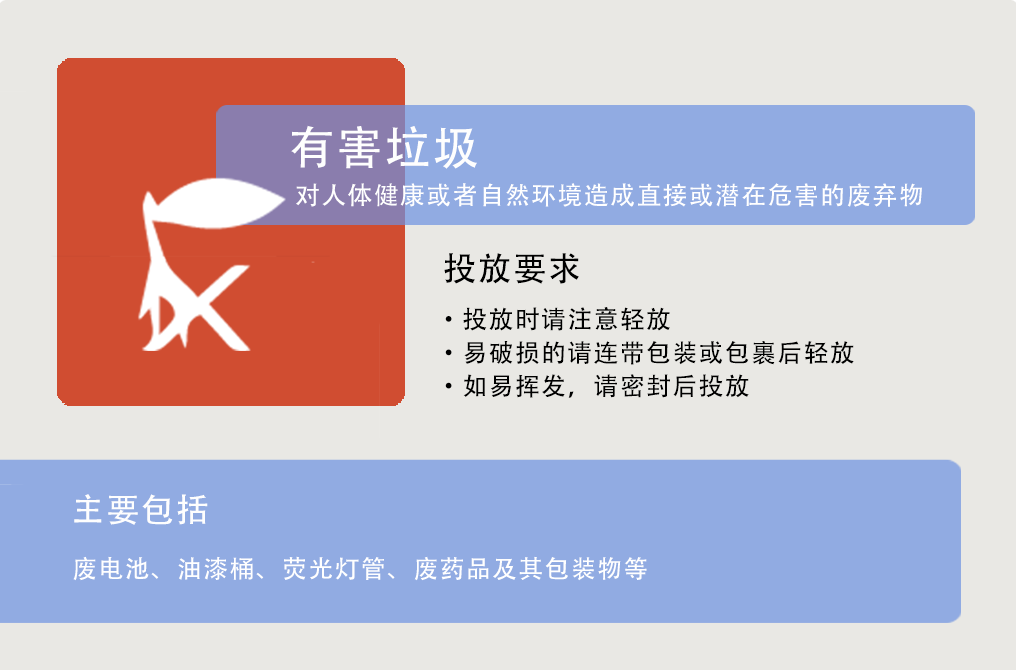 有害垃圾
对人体健康或者自然环境造成直接或潜在危害的废弃物
投放要求
• 投放时请注意轻放
• 易破损的请连带包装或包裹后轻放
• 如易挥发，请密封后投放
主要包括
废电池、油漆桶、荧光灯管、废药品及其包装物等